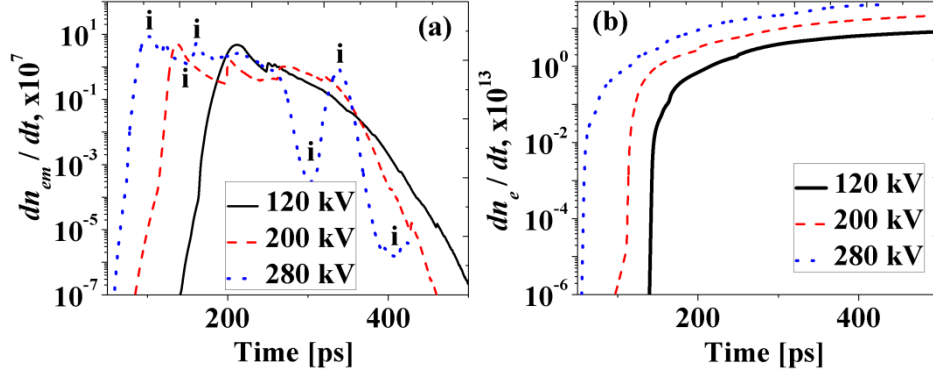 (a)
i
i
i
i
i
i
dn_em / dt, x10^7
10^1
10^-1
10^-3
10^-5
10^-7
120 kV
200 kV
280 kV
200
400
Time [ps]
(b)
dn_e / dt, x10^13
10^0
10^-2
10^-4
10^-6
120 kV
200 kV
280 kV
200
400
Time [ps]